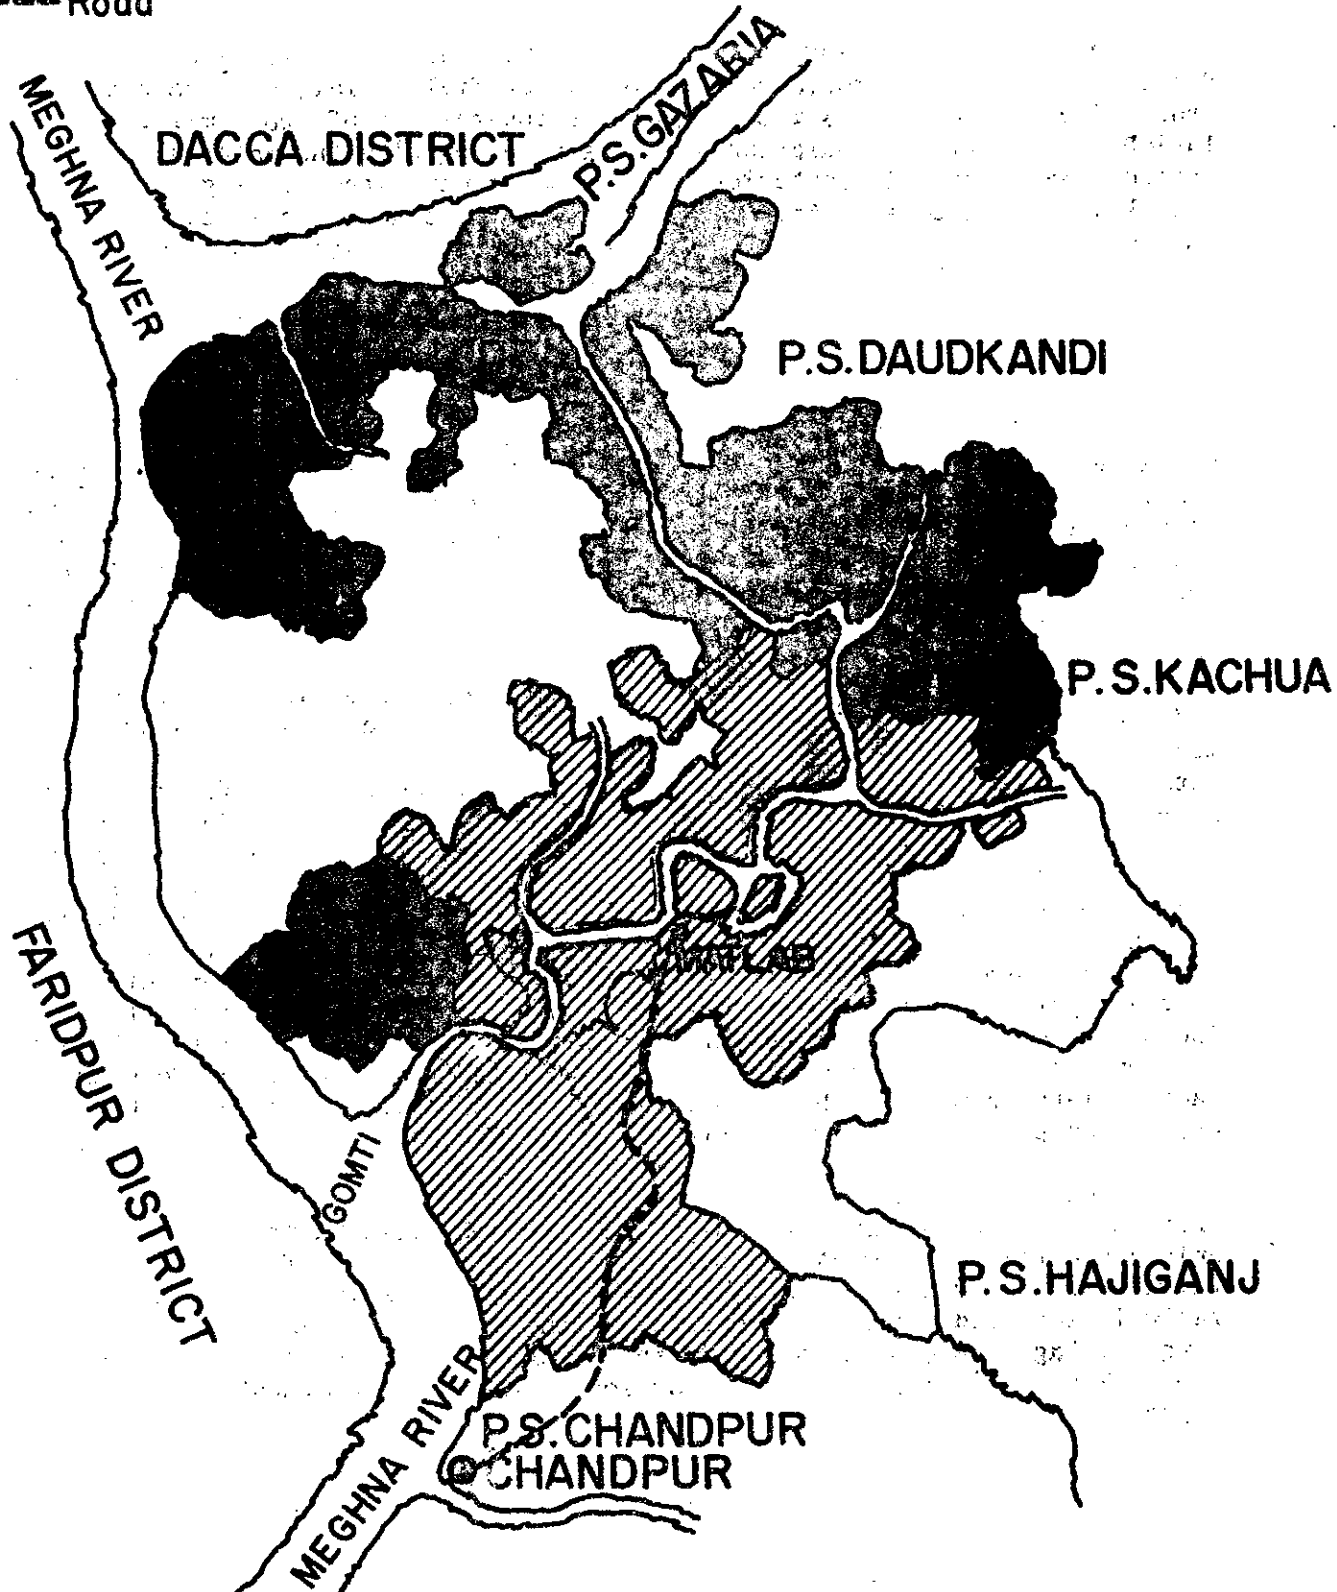 Road
MEGHNA RIVER
DACCA DISTRICT
P.S.GAZARIA
P.S.DAUDKANDI
P.S.KACHUA
MATLAB
FARIDPUR DISTRICT
GOMTI
P.S.HAJIGANJ
MEGHNA RIVER
P.S.CHANDPUR
CHANDPUR